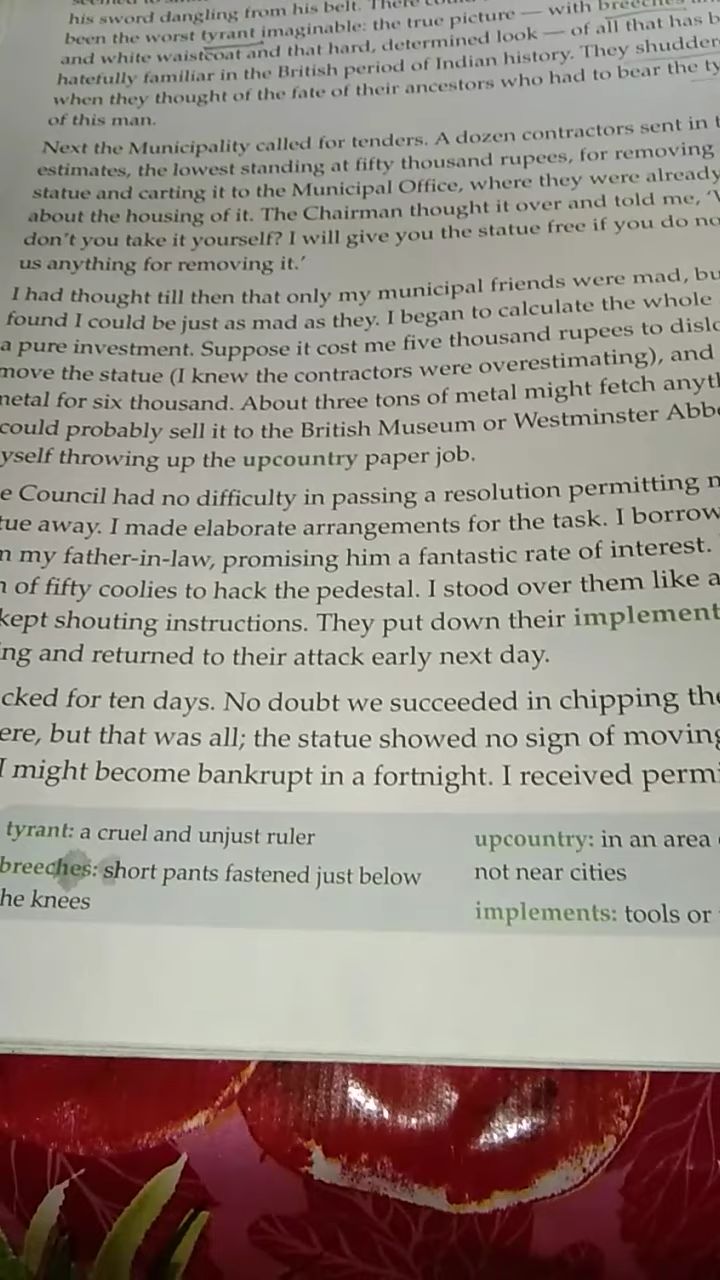 his sword dangling from his belt. There
been the worst tyrant imaginable: the true picture — with breeches
and white waistcoat and that hard, determined look — of all that has b
hatefully familiar in the British period of Indian history. They shudder
when they thought of the fate of their ancestors who had to bear the ty
of this man.
Next the Municipality called for tenders. A dozen contractors sent in t
estimates, the lowest standing at fifty thousand rupees, for removing
statue and carting it to the Municipal Office, where they were already
about the housing of it. The Chairman thought it over and told me, ‘
don’t you take it yourself? I will give you the statue free if you do no
us anything for removing it.’
I had thought till then that only my municipal friends were mad, bu
found I could be just as mad as they. I began to calculate the whole
a pure investment. Suppose it cost me five thousand rupees to dislo
move the statue (I knew the contractors were overestimating), and
netal for six thousand. About three tons of metal might fetch anyt
could probably sell it to the British Museum or Westminster Abb
yself throwing up the upcountry paper job.
e Council had no difficulty in passing a resolution permitting m
tue away. I made elaborate arrangements for the task. I borrow
n my father-in-law, promising him a fantastic rate of interest.
n of fifty coolies to hack the pedestal. I stood over them like a
kept shouting instructions. They put down their implement
ing and returned to their attack early next day.
cked for ten days. No doubt we succeeded in chipping the
ere, but that was all; the statue showed no sign of moving
I might become bankrupt in a fortnight. I received permi
tyrant: a cruel and unjust ruler
breeches: short pants fastened just below
he knees
upcountry: in an area
not near cities
implements: tools or